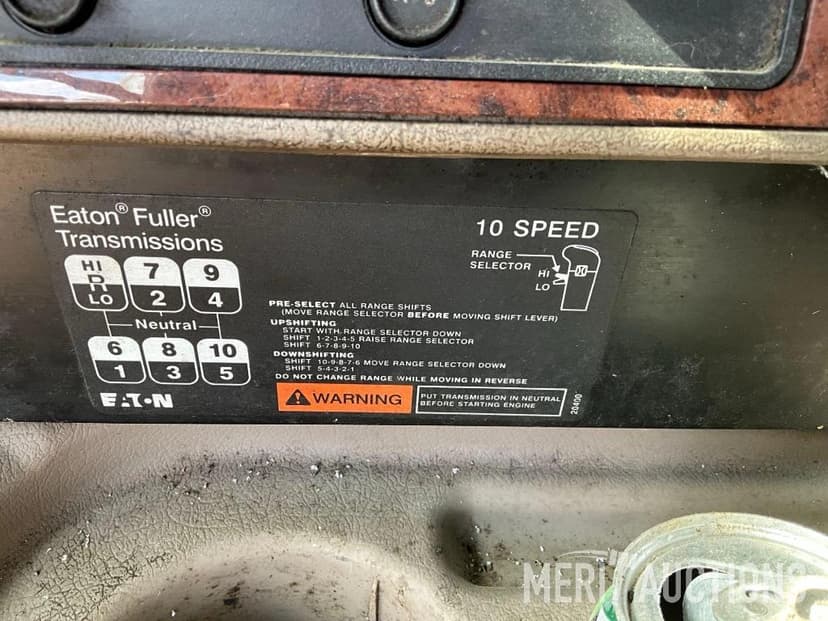 Eaton® Fuller®
Transmissions
10 SPEED
RANGE
SELECTOR
HI
LO
HI 7 9
R
LO 2 4
Neutral
6 8 10
1 3 5
PRE-SELECT ALL RANGE SHIFTS
(MOVE RANGE SELECTOR BEFORE MOVING SHIFT LEVER)
UPSHIFTING
START WITH RANGE SELECTOR DOWN
SHIFT 1-2-3-4-5 RAISE RANGE SELECTOR
SHIFT 6-7-8-9-10
DOWNSHIFTING
SHIFT 10-9-8-7-6 MOVE RANGE SELECTOR DOWN
SHIFT 5-4-3-2-1
DO NOT CHANGE RANGE WHILE MOVING IN REVERSE
WARNING
PUT TRANSMISSION IN NEUTRAL
BEFORE STARTING ENGINE
20400
EATON
MERIT AUCTIONS